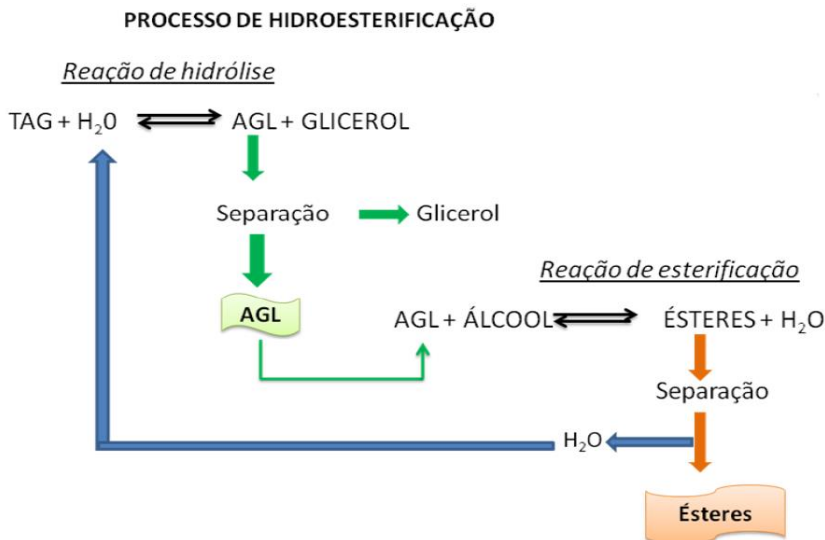 PROCESSO DE HIDROESTERIFICAÇÃO
Reação de hidrólise
TAG + H₂0 AGL + GLICEROL
Separação Glicerol
Reação de esterificação
AGL
AGL + ÁLCOOL ÉSTERES + H₂O
Separação
H₂O
Ésteres